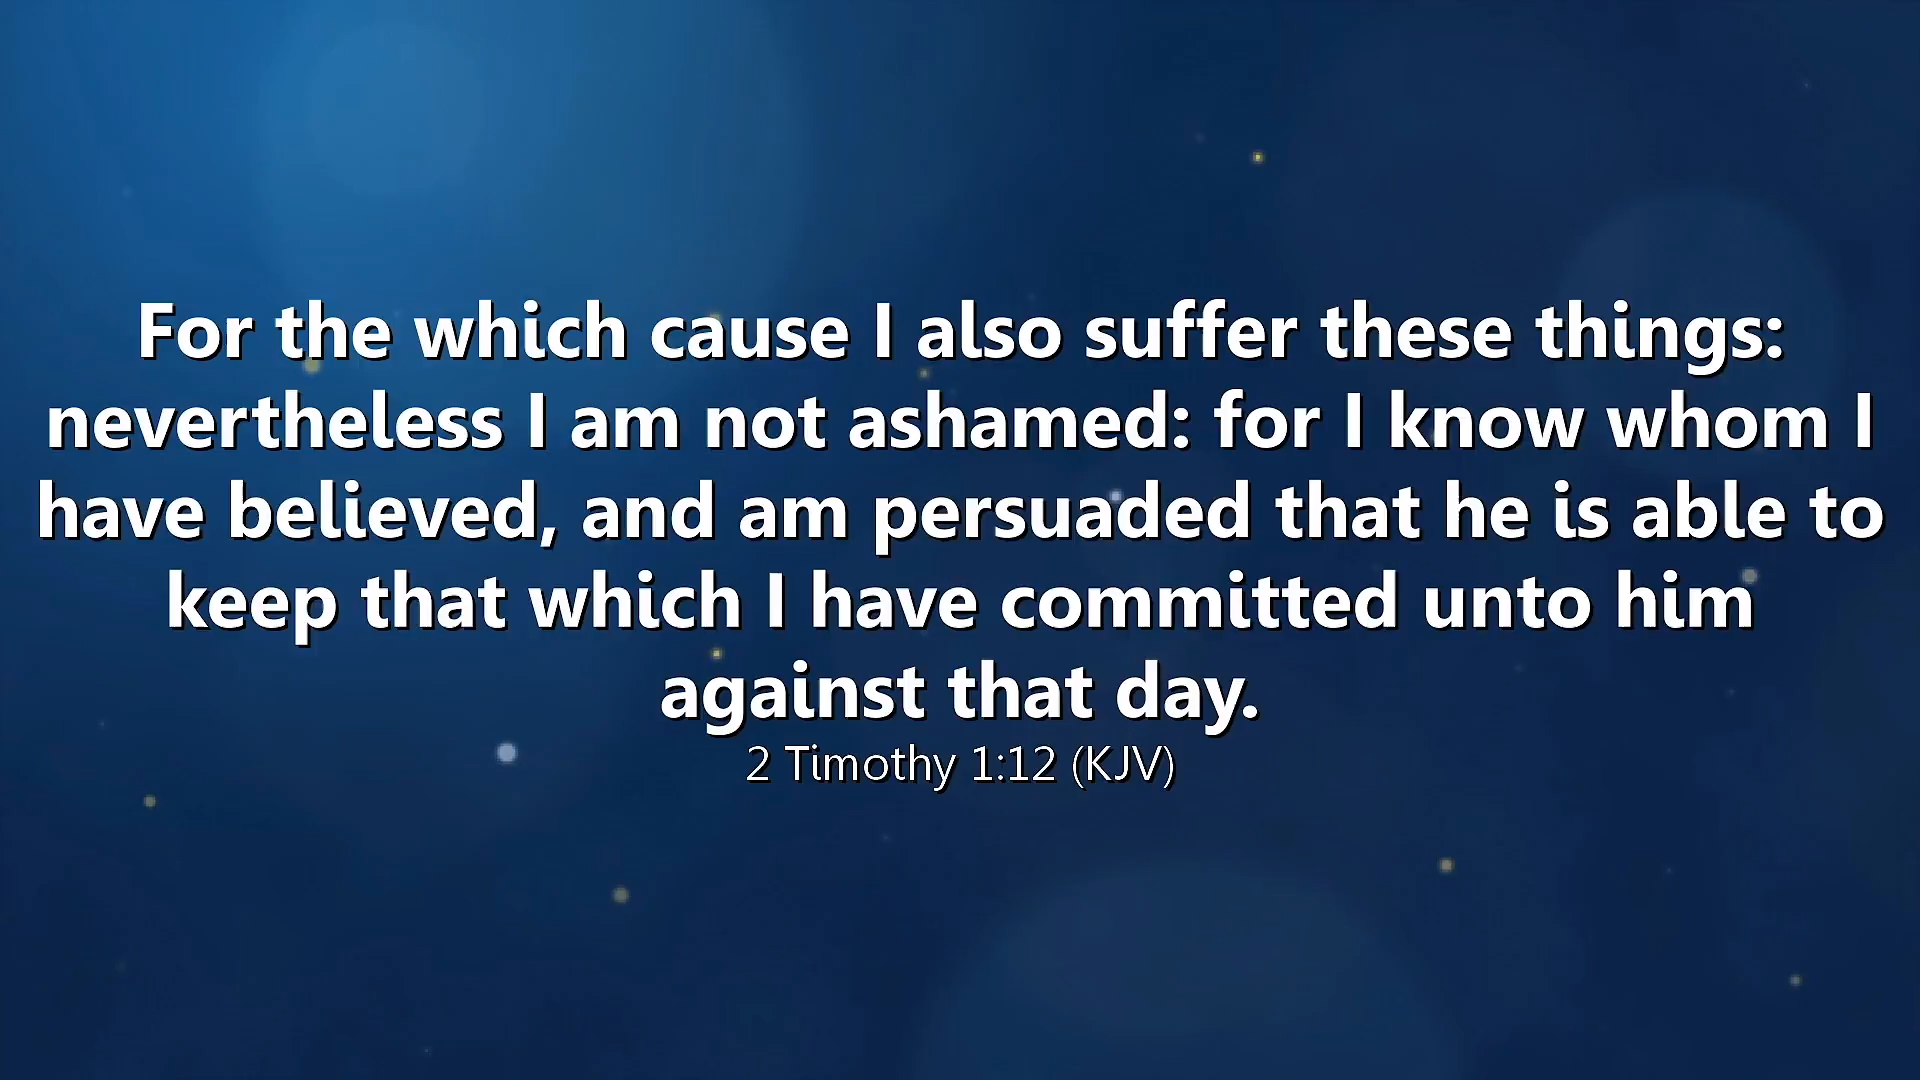 For the which cause I also suffer these things:
nevertheless I am not ashamed: for I know whom I
have believed, and am persuaded that he is able to
keep that which I have committed unto him
against that day.
2 Timothy 1:12 (KJV)